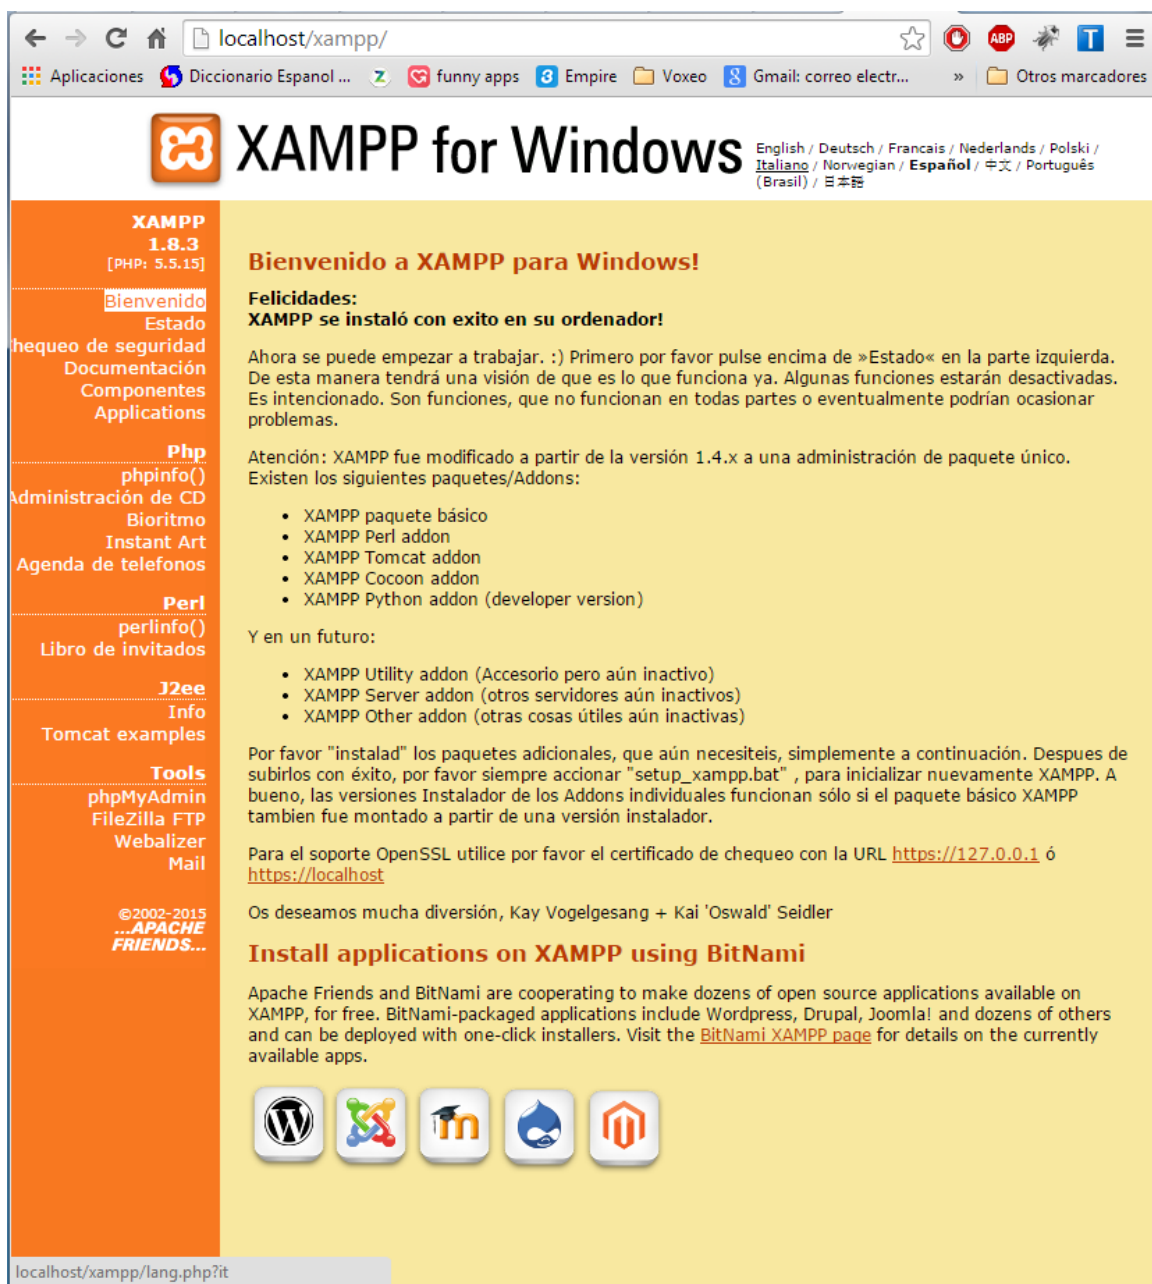 localhost/xampp/
ABP
T
Aplicaciones
Diccionario Espanol ...
Z
funny apps
Empire
Voxeo
8
Gmail: correo electr...
»
Otros marcadores
XAMPP for Windows
English / Deutsch / Francais / Nederlands / Polski /
Italiano / Norwegian / Español / 中文 / Português
(Brasil) / 日本語
XAMPP
1.8.3
[PHP: 5.5.15]
Bienvenido
Estado
hequeo de seguridad
Documentación
Componentes
Applications
Php
phpinfo()
Administración de CD
Bioritmo
Instant Art
Agenda de telefonos
Perl
perlinfo()
Libro de invitados
J2ee
Info
Tomcat examples
Tools
phpMyAdmin
FileZilla FTP
Webalizer
Mail
©2002-2015
...APACHE
FRIENDS...
Bienvenido a XAMPP para Windows!
Felicidades:
XAMPP se instaló con exito en su ordenador!
Ahora se puede empezar a trabajar. :) Primero por favor pulse encima de »Estado« en la parte izquierda.
De esta manera tendrá una visión de que es lo que funciona ya. Algunas funciones estarán desactivadas.
Es intencionado. Son funciones, que no funcionan en todas partes o eventualmente podrían ocasionar
problemas.
Atención: XAMPP fue modificado a partir de la versión 1.4.x a una administración de paquete único.
Existen los siguientes paquetes/Addons:
• XAMPP paquete básico
• XAMPP Perl addon
• XAMPP Tomcat addon
• XAMPP Cocoon addon
• XAMPP Python addon (developer version)
Y en un futuro:
• XAMPP Utility addon (Accesorio pero aún inactivo)
• XAMPP Server addon (otros servidores aún inactivos)
• XAMPP Other addon (otras cosas útiles aún inactivas)
Por favor "instalad" los paquetes adicionales, que aún necesiteis, simplemente a continuación. Despues de
subirlos con éxito, por favor siempre accionar "setup_xampp.bat" , para inicializar nuevamente XAMPP. A
bueno, las versiones Instalador de los Addons individuales funcionan sólo si el paquete básico XAMPP
tambien fue montado a partir de una versión instalador.
Para el soporte OpenSSL utilice por favor el certificado de chequeo con la URL https://127.0.0.1 ó
https://localhost
Os deseamos mucha diversión, Kay Vogelgesang + Kai 'Oswald' Seidler
Install applications on XAMPP using BitNami
Apache Friends and BitNami are cooperating to make dozens of open source applications available on
XAMPP, for free. BitNami-packaged applications include Wordpress, Drupal, Joomla! and dozens of others
and can be deployed with one-click installers. Visit the BitNami XAMPP page for details on the currently
available apps.
localhost/xampp/lang.php?it